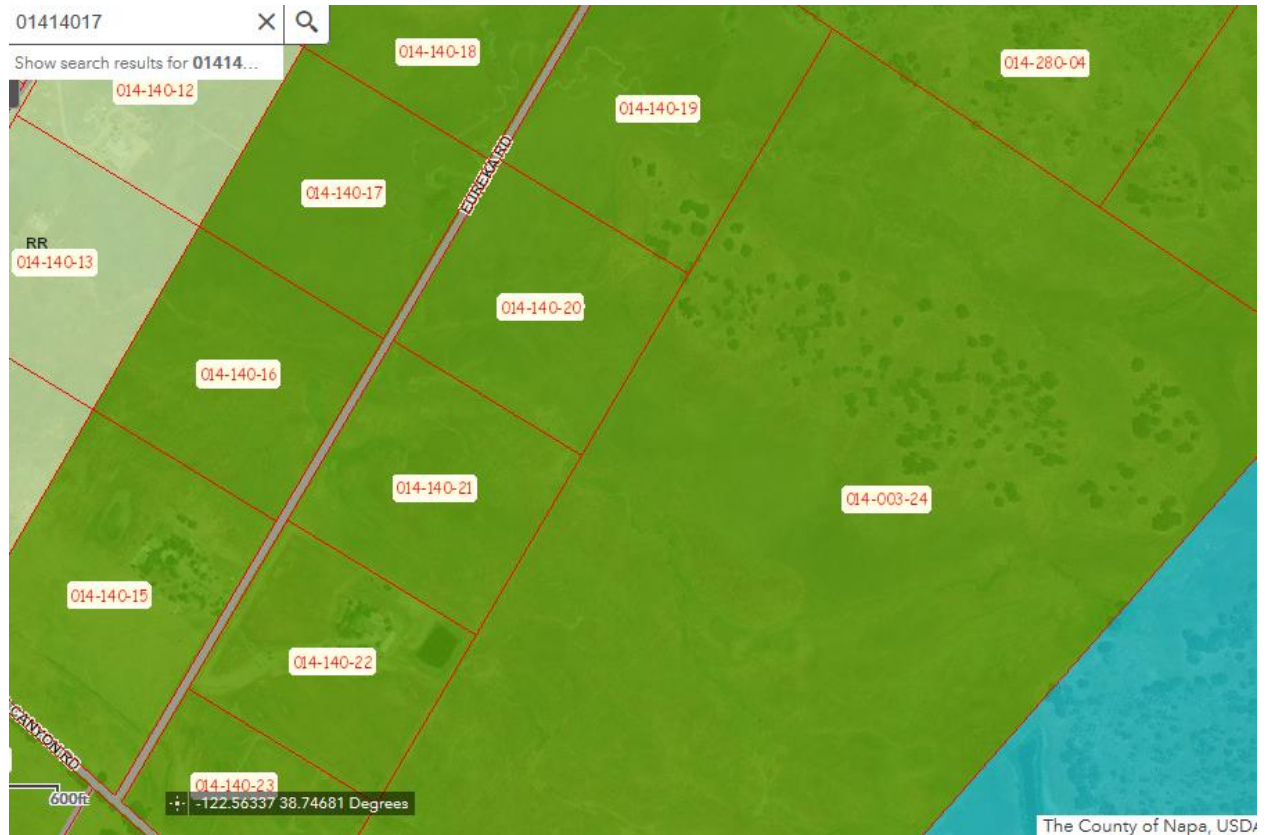 01414017
Show search results for 01414...
014-140-18
014-280-04
014-140-12
014-140-19
EUREKA RD
014-140-17
RR
014-140-13
014-140-20
014-140-16
014-140-21
014-003-24
014-140-15
014-140-22
CANYON RD
014-140-23
600ft
-122.56337 38.74681 Degrees
The County of Napa, USDA